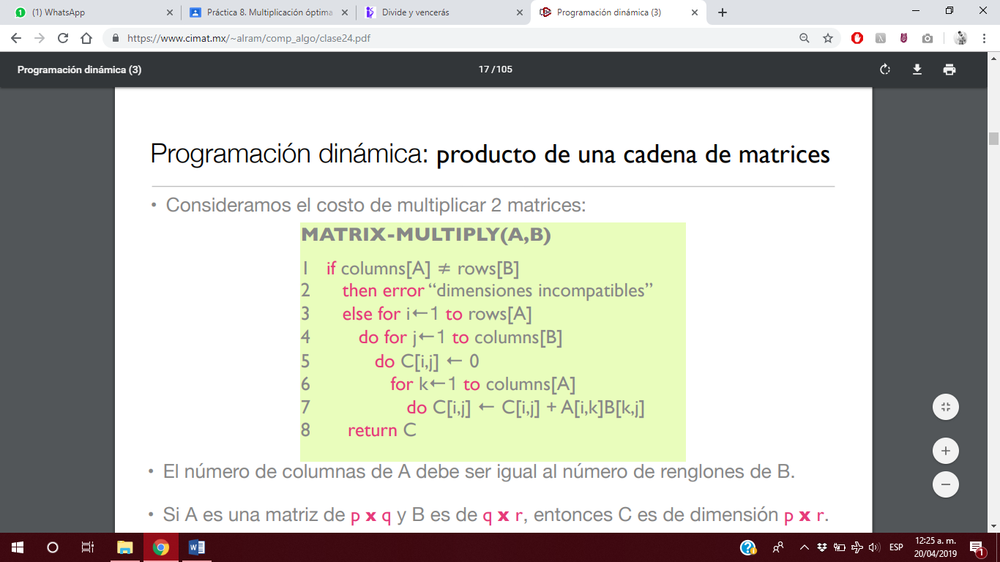 (1) WhatsApp
Práctica 8. Multiplicación óptima
Divide y vencerás
Programación dinámica (3)
https://www.cimat.mx/~alram/comp_algo/clase24.pdf
Programación dinámica (3)
17 / 105
Programación dinámica: producto de una cadena de matrices
• Consideramos el costo de multiplicar 2 matrices:
MATRIX-MULTIPLY(A,B)
1 if columns[A] ≠ rows[B]
2 then error “dimensiones incompatibles”
3 else for i←1 to rows[A]
4 do for j←1 to columns[B]
5 do C[i,j] ← 0
6 for k←1 to columns[A]
7 do C[i,j] ← C[i,j] + A[i,k]B[k,j]
8 return C
• El número de columnas de A debe ser igual al número de renglones de B.
• Si A es una matriz de p x q y B es de q x r, entonces C es de dimensión p x r.
ESP
12:25 a. m.
20/04/2019
1